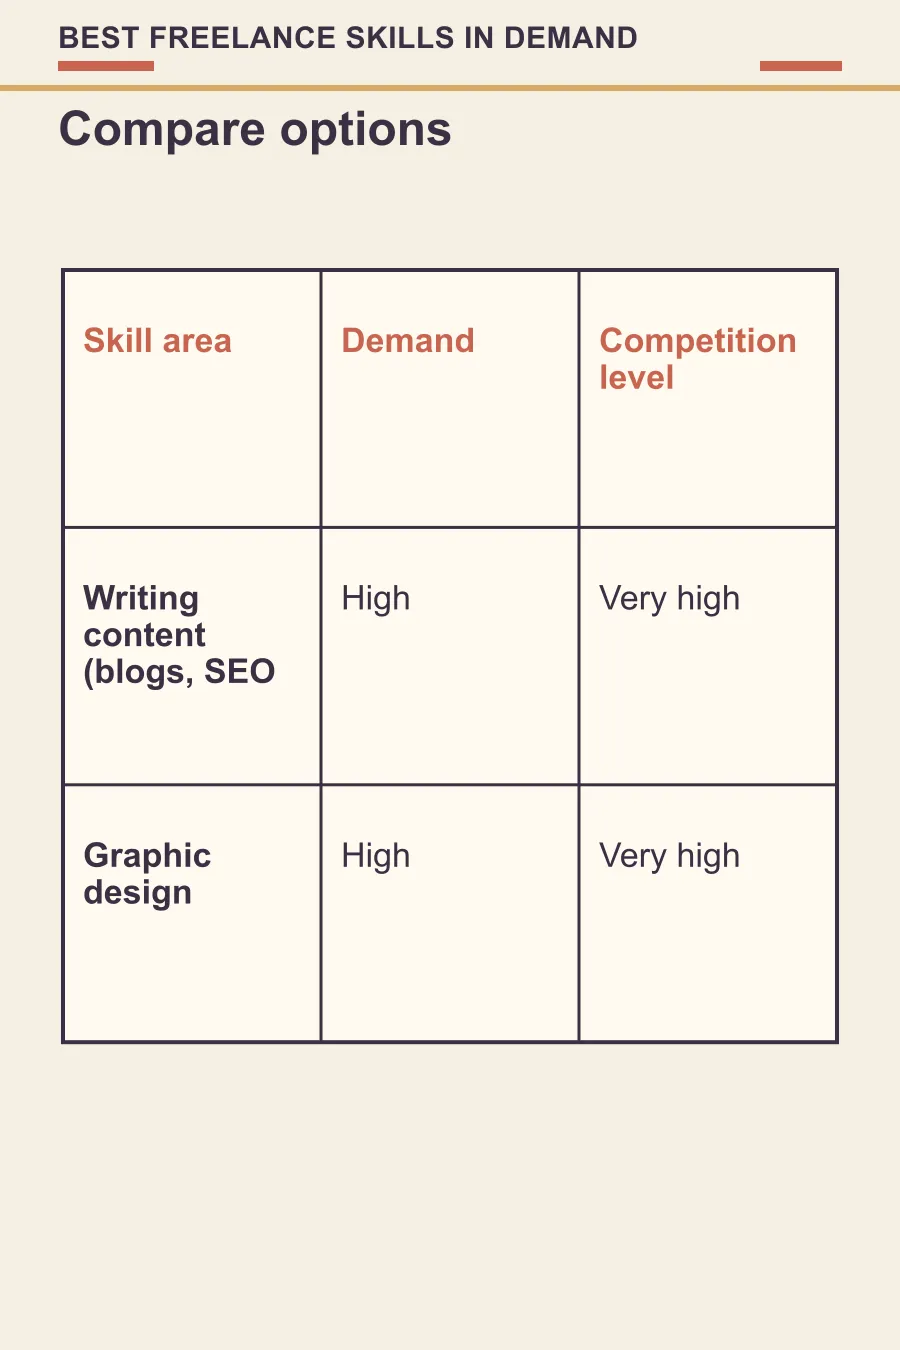 BEST FREELANCE SKILLS IN DEMAND
Compare options
Skill area
Demand
Competition
level
Writing
content
(blogs, SEO
High
Very high
Graphic
design
High
Very high